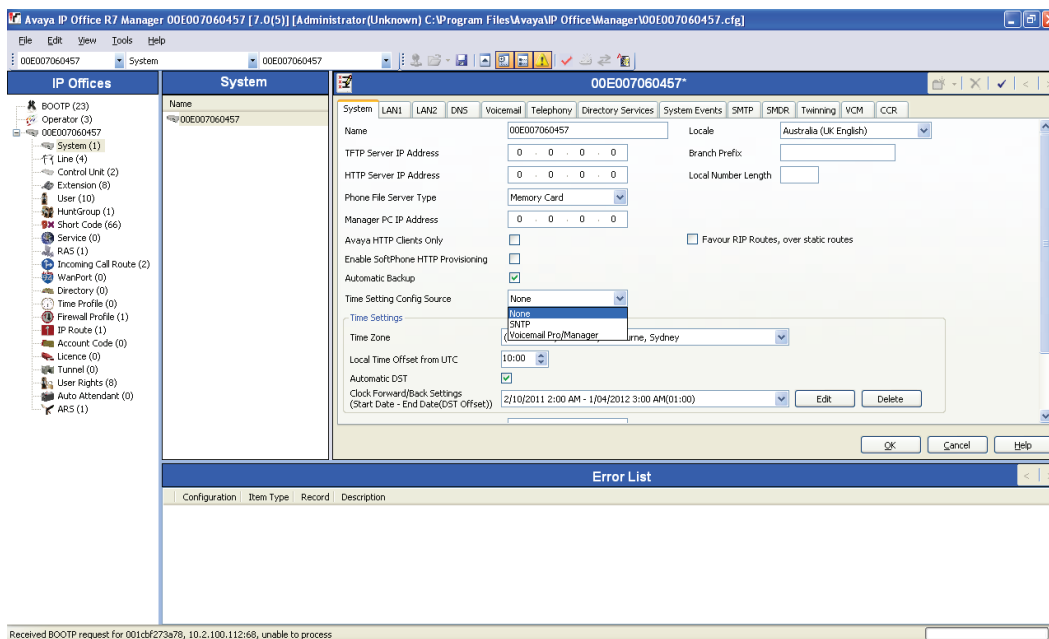 Avaya IP Office R7 Manager 00E007060457 [7.0(5)] [Administrator(Unknown) C:\Program Files\Avaya\IP Office\Manager\00E007060457.cfg]
File Edit View Tools Help
00E007060457 System 00E007060457
IP Offices
BOOTP (23)
Operator (3)
00E007060457
System (1)
Line (4)
Control Unit (2)
Extension (8)
User (10)
HuntGroup (1)
Short Code (66)
Service (0)
RAS (1)
Incoming Call Route (2)
WanPort (0)
Directory (0)
Time Profile (0)
Firewall Profile (1)
IP Route (1)
Account Code (0)
Licence (0)
Tunnel (0)
User Rights (8)
Auto Attendant (0)
ARS (1)
System
Name
00E007060457
00E007060457*
System LAN1 LAN2 DNS Voicemail Telephony Directory Services System Events SMTP SMDR Twinning VCM CCR
Name 00E007060457 Locale Australia (UK English)
TFTP Server IP Address 0 . 0 . 0 . 0 Branch Prefix
HTTP Server IP Address 0 . 0 . 0 . 0 Local Number Length
Phone File Server Type Memory Card
Manager PC IP Address 0 . 0 . 0 . 0
Avaya HTTP Clients Only Favour RIP Routes, over static routes
Enable SoftPhone HTTP Provisioning
Automatic Backup
Time Setting Config Source None
None
SNTP
Voicemail Pro/Manager
Time Settings
Time Zone urne, Sydney
Local Time Offset from UTC 10:00
Automatic DST
Clock Forward/Back Settings
(Start Date - End Date(DST Offset)) 2/10/2011 2:00 AM - 1/04/2012 3:00 AM(01:00) Edit Delete
OK Cancel Help
Error List
Configuration Item Type Record Description
Received BOOTP request for 001cbf273a78, 10.2.100.112:68, unable to process